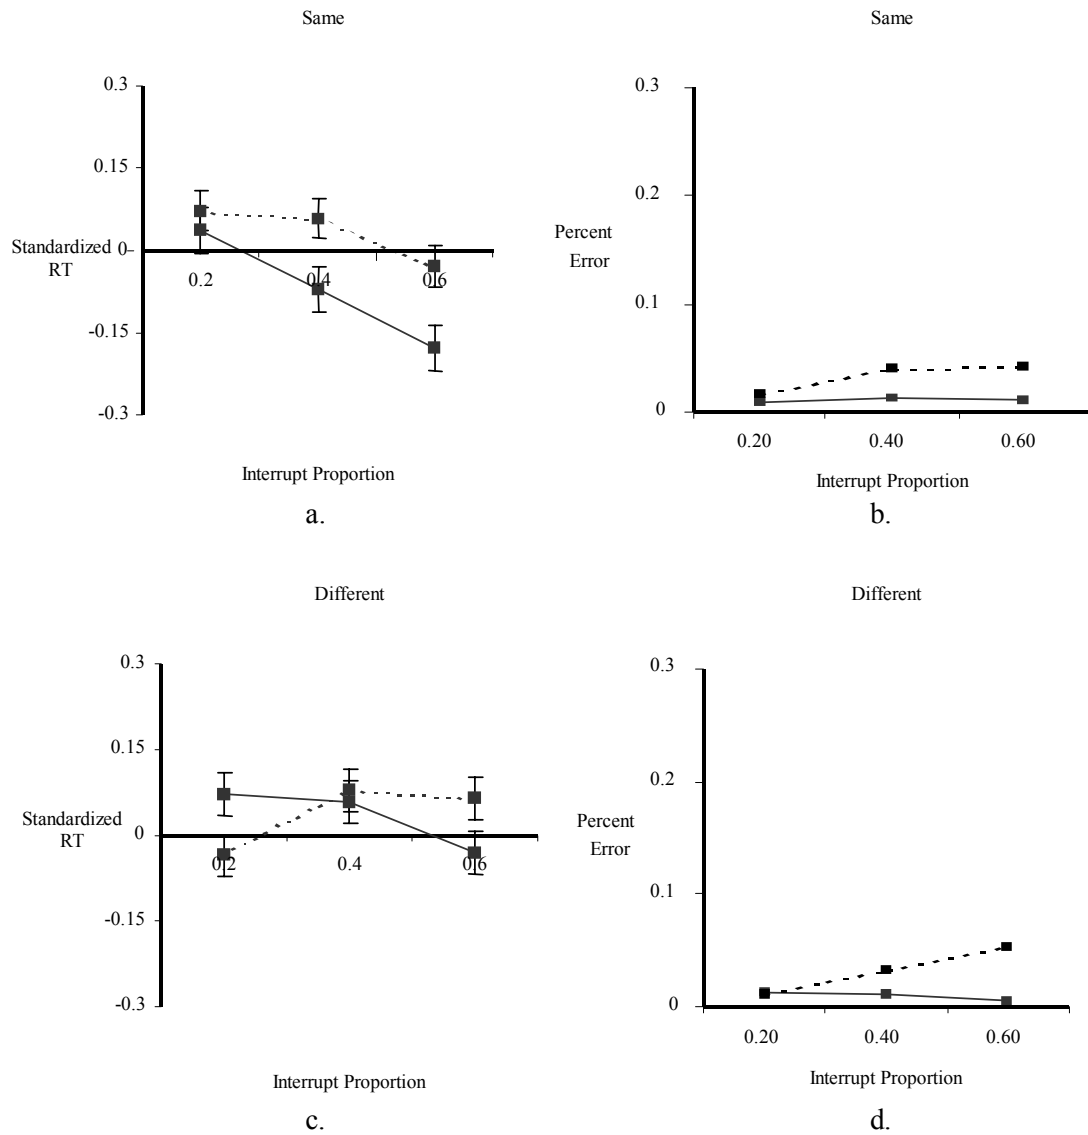 Same
0.3
0.15
Standardized
RT
0
-0.15
-0.3
0.2
0.4
0.6
Interrupt Proportion
a.
Same
0.3
0.2
Percent
Error
0.1
0
0.20
0.40
0.60
Interrupt Proportion
b.
Different
0.3
0.15
Standardized
RT
0
-0.15
-0.3
0.2
0.4
0.6
Interrupt Proportion
c.
Different
0.3
0.2
Percent
Error
0.1
0
0.20
0.40
0.60
Interrupt Proportion
d.